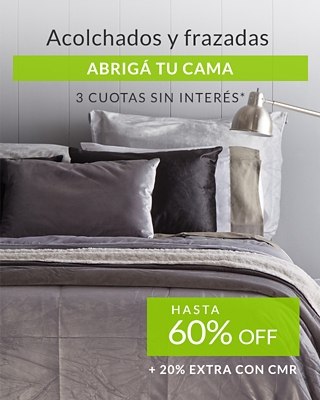 Acolchados y frazadas
ABRIGÁ TU CAMA
3 CUOTAS SIN INTERÉS*
HASTA
60% OFF
+ 20% EXTRA CON CMR